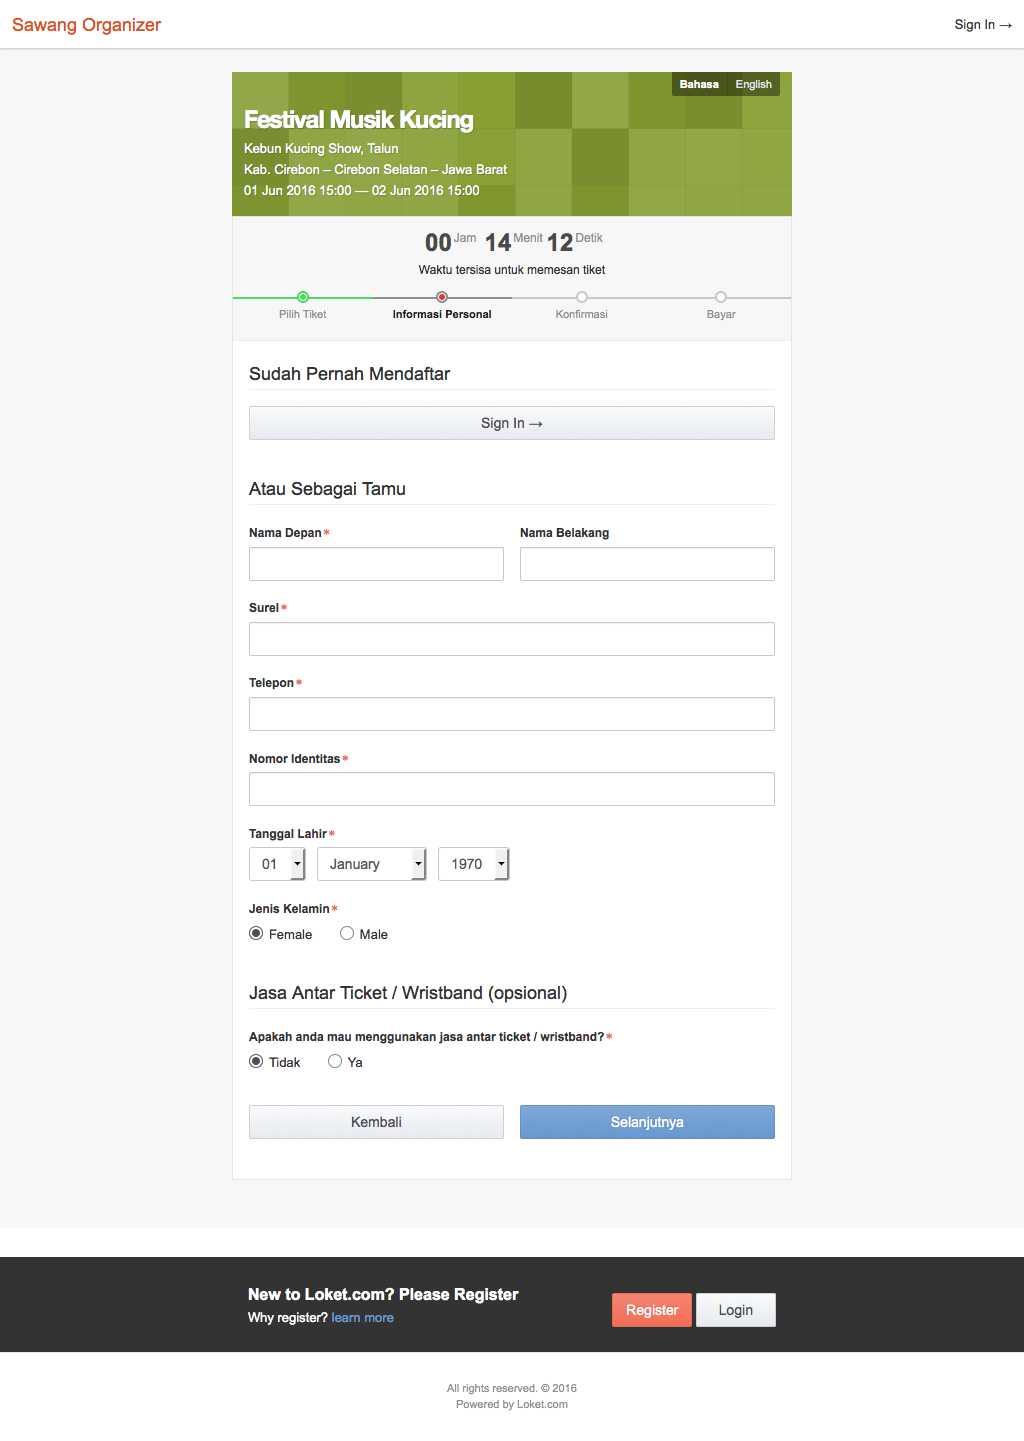 Sawang Organizer
Sign In →
Bahasa English
Festival Musik Kucing
Kebun Kucing Show, Talun
Kab. Cirebon – Cirebon Selatan – Jawa Barat
01 Jun 2016 15:00 — 02 Jun 2016 15:00
00 Jam 14 Menit 12 Detik
Waktu tersisa untuk memesan tiket
Pilih Tiket Informasi Personal Konfirmasi Bayar
Sudah Pernah Mendaftar
Sign In →
Atau Sebagai Tamu
Nama Depan* Nama Belakang
Surel*
Telepon*
Nomor Identitas*
Tanggal Lahir*
01 January 1970
Jenis Kelamin*
Female Male
Jasa Antar Ticket / Wristband (opsional)
Apakah anda mau menggunakan jasa antar ticket / wristband?*
Tidak Ya
Kembali Selanjutnya
New to Loket.com? Please Register
Why register? learn more
Register Login
All rights reserved. © 2016
Powered by Loket.com